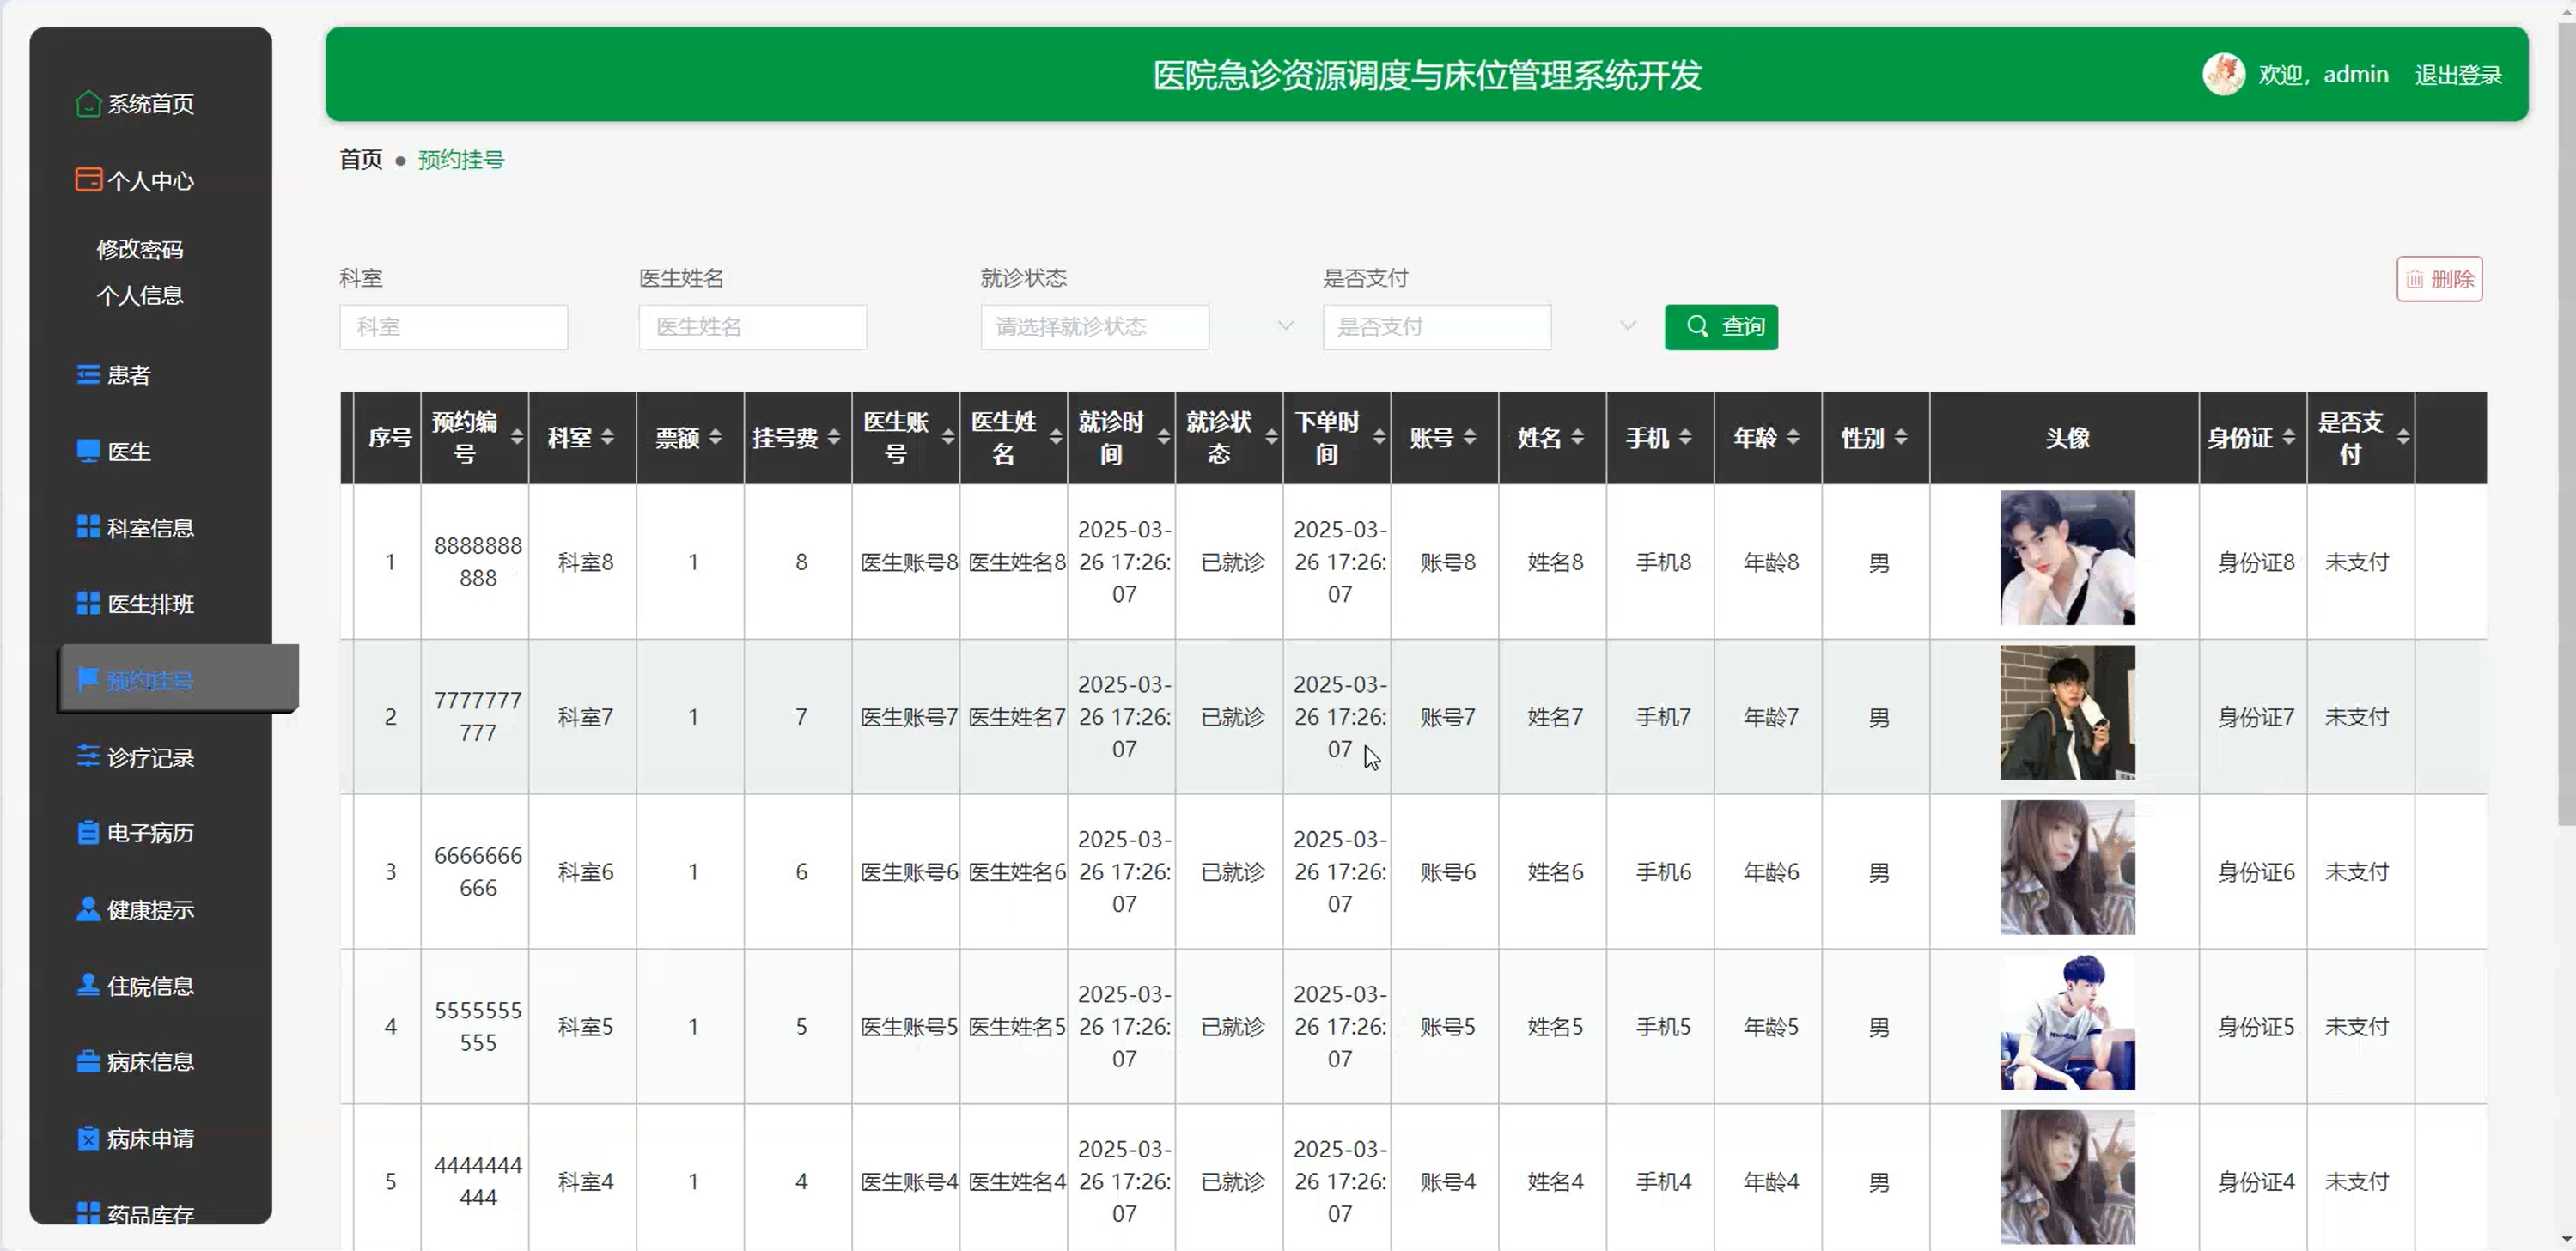 医院急诊资源调度与床位管理系统开发
欢迎，admin 退出登录
系统首页
个人中心
修改密码
个人信息
患者
医生
科室信息
医生排班
预约挂号
诊疗记录
电子病历
健康提示
住院信息
病床信息
病床申请
药品库存
首页 ● 预约挂号
科室 医生姓名 就诊状态 是否支付
删除
科室 医生姓名 请选择就诊状态 是否支付 查询
序号 预约编号 科室 票额 挂号费 医生账号 医生姓名 就诊时间 就诊状态 下单时间 账号 姓名 手机 年龄 性别 头像 身份证 是否支付
1 8888888888 科室8 1 8 医生账号8 医生姓名8 2025-03-26 17:26:07 已就诊 2025-03-26 17:26:07 账号8 姓名8 手机8 年龄8 男 身份证8 未支付
2 7777777777 科室7 1 7 医生账号7 医生姓名7 2025-03-26 17:26:07 已就诊 2025-03-26 17:26:07 账号7 姓名7 手机7 年龄7 男 身份证7 未支付
3 6666666666 科室6 1 6 医生账号6 医生姓名6 2025-03-26 17:26:07 已就诊 2025-03-26 17:26:07 账号6 姓名6 手机6 年龄6 男 身份证6 未支付
4 5555555555 科室5 1 5 医生账号5 医生姓名5 2025-03-26 17:26:07 已就诊 2025-03-26 17:26:07 账号5 姓名5 手机5 年龄5 男 身份证5 未支付
5 4444444444 科室4 1 4 医生账号4 医生姓名4 2025-03-26 17:26:07 已就诊 2025-03-26 17:26:07 账号4 姓名4 手机4 年龄4 男 身份证4 未支付